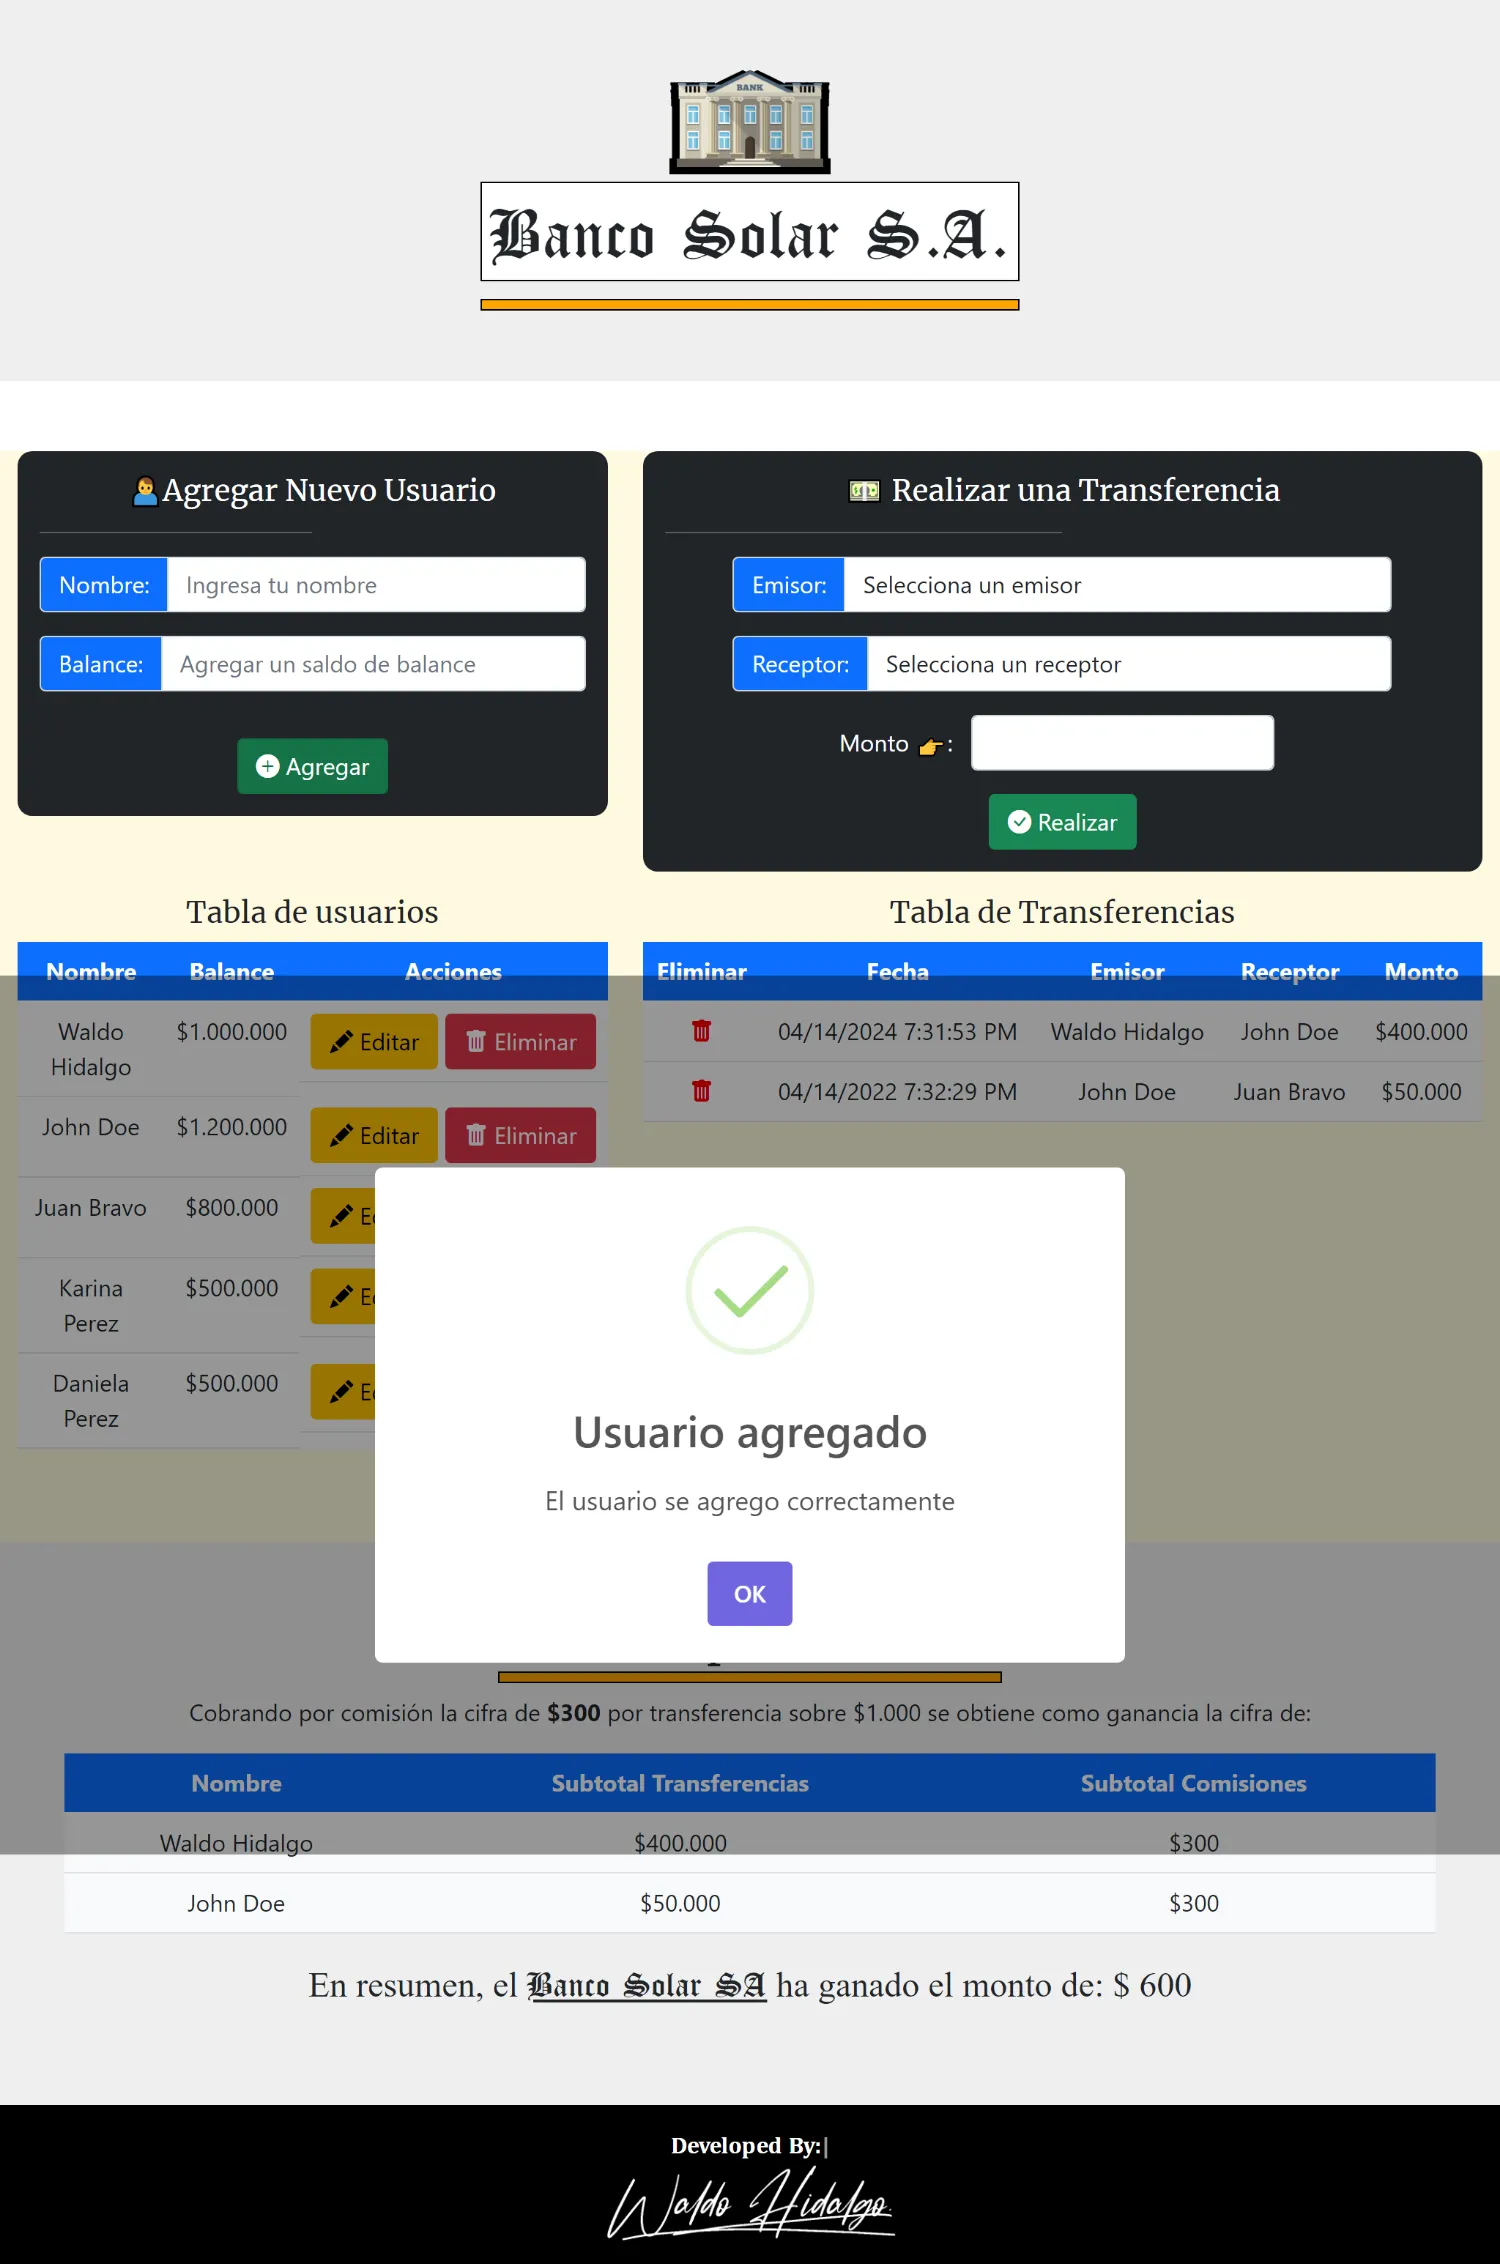 BANK
Banco Solar S.A.
Agregar Nuevo Usuario
Nombre: Ingresa tu nombre
Balance: Agregar un saldo de balance
Agregar
Realizar una Transferencia
Emisor: Selecciona un emisor
Receptor: Selecciona un receptor
Monto :
Realizar
Tabla de usuarios
Nombre Balance Acciones
Waldo Hidalgo $1.000.000 Editar Eliminar
John Doe $1.200.000 Editar Eliminar
Juan Bravo $800.000
Karina Perez $500.000
Daniela Perez $500.000
Tabla de Transferencias
Eliminar Fecha Emisor Receptor Monto
04/14/2024 7:31:53 PM Waldo Hidalgo John Doe $400.000
04/14/2022 7:32:29 PM John Doe Juan Bravo $50.000
Usuario agregado
El usuario se agrego correctamente
OK
Cobrando por comisión la cifra de $300 por transferencia sobre $1.000 se obtiene como ganancia la cifra de:
Nombre Subtotal Transferencias Subtotal Comisiones
Waldo Hidalgo $400.000 $300
John Doe $50.000 $300
En resumen, el Banco Solar SA ha ganado el monto de: $ 600
Developed By:|
Waldo Hidalgo.